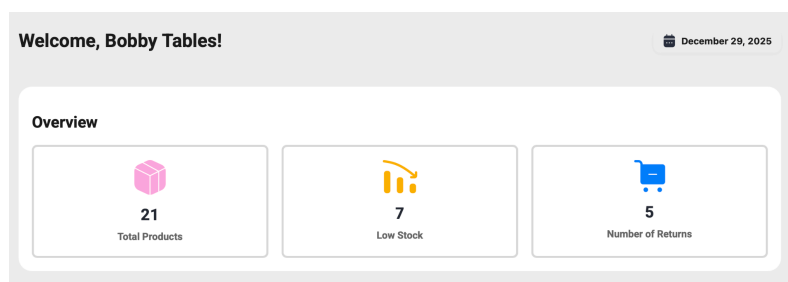 Welcome, Bobby Tables!
December 29, 2025
Overview
21
Total Products
7
Low Stock
5
Number of Returns